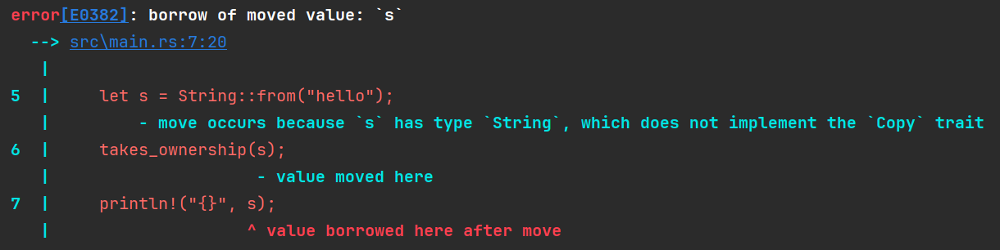 error[E0382]: borrow of moved value: `s`
--> src\main.rs:7:20
|
5 | let s = String::from("hello");
| - move occurs because `s` has type `String`, which does not implement the `Copy` trait
6 | takes_ownership(s);
| - value moved here
7 | println!("{}", s);
| ^ value borrowed here after move